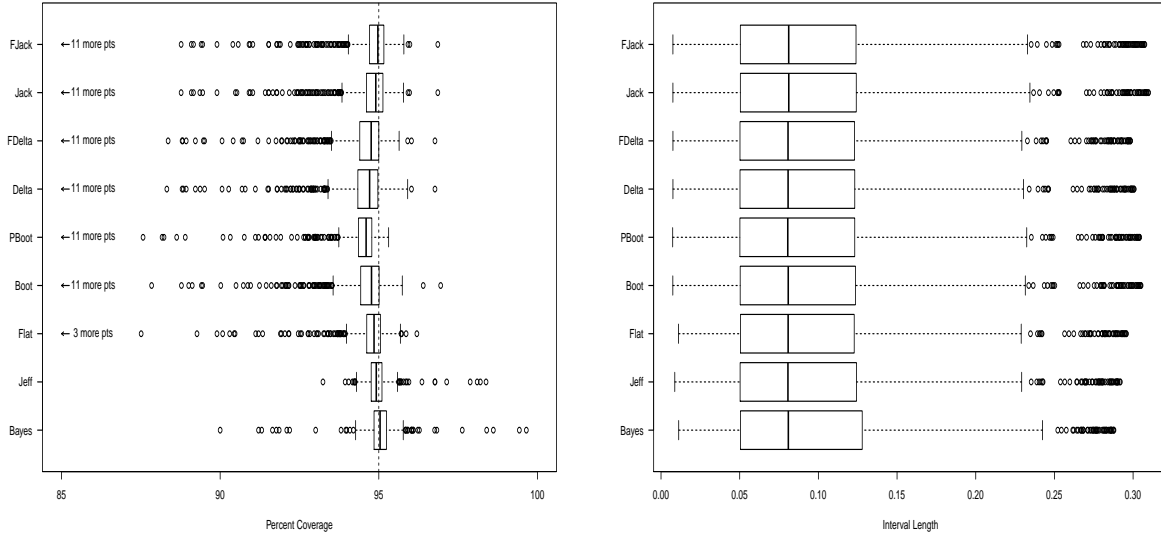 FJack
← 11 more pts
Jack
← 11 more pts
FDelta
← 11 more pts
Delta
← 11 more pts
PBoot
← 11 more pts
Boot
← 11 more pts
Flat
← 3 more pts
Jeff
Bayes
85 90 95 100
Percent Coverage
FJack
Jack
FDelta
Delta
PBoot
Boot
Flat
Jeff
Bayes
0.00 0.05 0.10 0.15 0.20 0.25 0.30
Interval Length